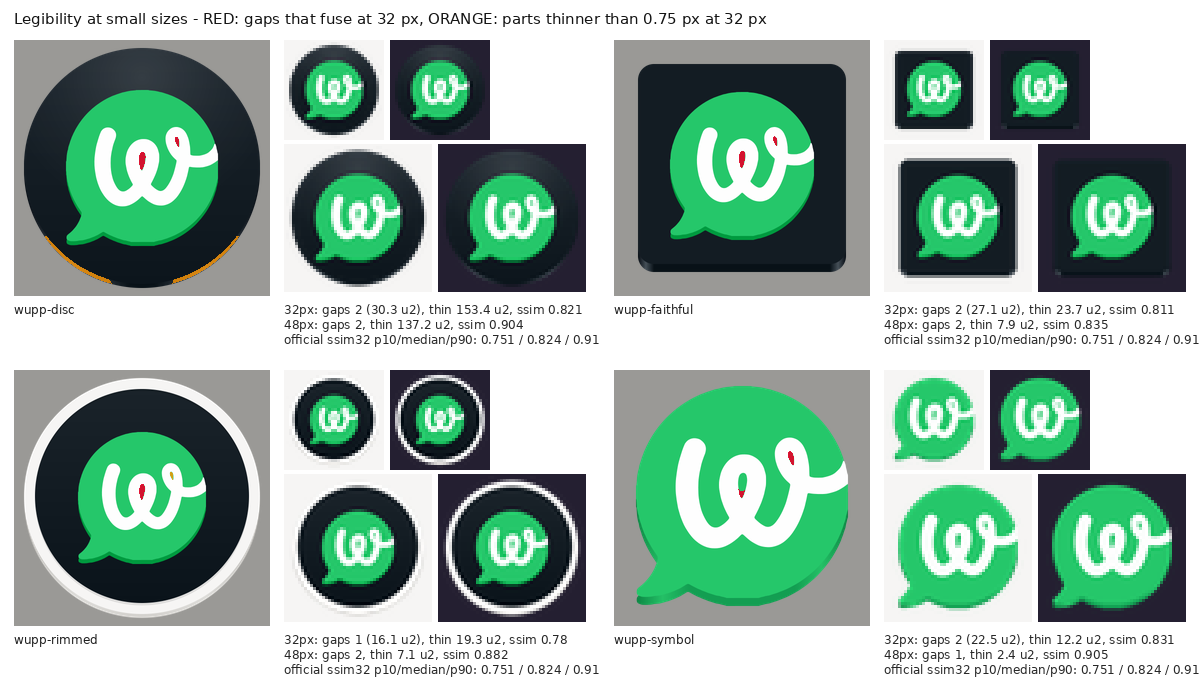 Legibility at small sizes - RED: gaps that fuse at 32 px, ORANGE: parts thinner than 0.75 px at 32 px
wupp-disc
32px: gaps 2 (30.3 u2), thin 153.4 u2, ssim 0.821
48px: gaps 2, thin 137.2 u2, ssim 0.904
official ssim32 p10/median/p90: 0.751 / 0.824 / 0.91
wupp-faithful
32px: gaps 2 (27.1 u2), thin 23.7 u2, ssim 0.811
48px: gaps 2, thin 7.9 u2, ssim 0.835
official ssim32 p10/median/p90: 0.751 / 0.824 / 0.91
wupp-rimmed
32px: gaps 1 (16.1 u2), thin 19.3 u2, ssim 0.78
48px: gaps 2, thin 7.1 u2, ssim 0.882
official ssim32 p10/median/p90: 0.751 / 0.824 / 0.91
wupp-symbol
32px: gaps 2 (22.5 u2), thin 12.2 u2, ssim 0.831
48px: gaps 1, thin 2.4 u2, ssim 0.905
official ssim32 p10/median/p90: 0.751 / 0.824 / 0.91